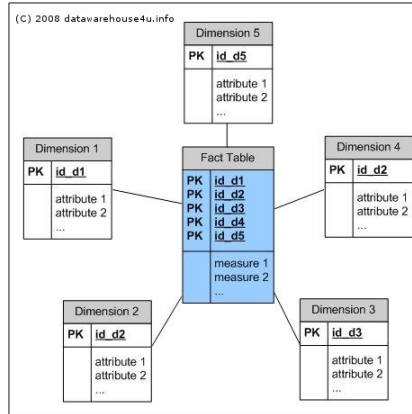 (C) 2008 datawarehouse4u.info
Dimension 5
PK id_d5
attribute 1
attribute 2
...
Dimension 1
PK id_d1
attribute 1
attribute 2
...
Fact Table
PK id_d1
PK id_d2
PK id_d3
PK id_d4
PK id_d5
measure 1
measure 2
...
Dimension 4
PK id_d2
attribute 1
attribute 2
...
Dimension 2
PK id_d2
attribute 1
attribute 2
...
Dimension 3
PK id_d3
attribute 1
attribute 2
...